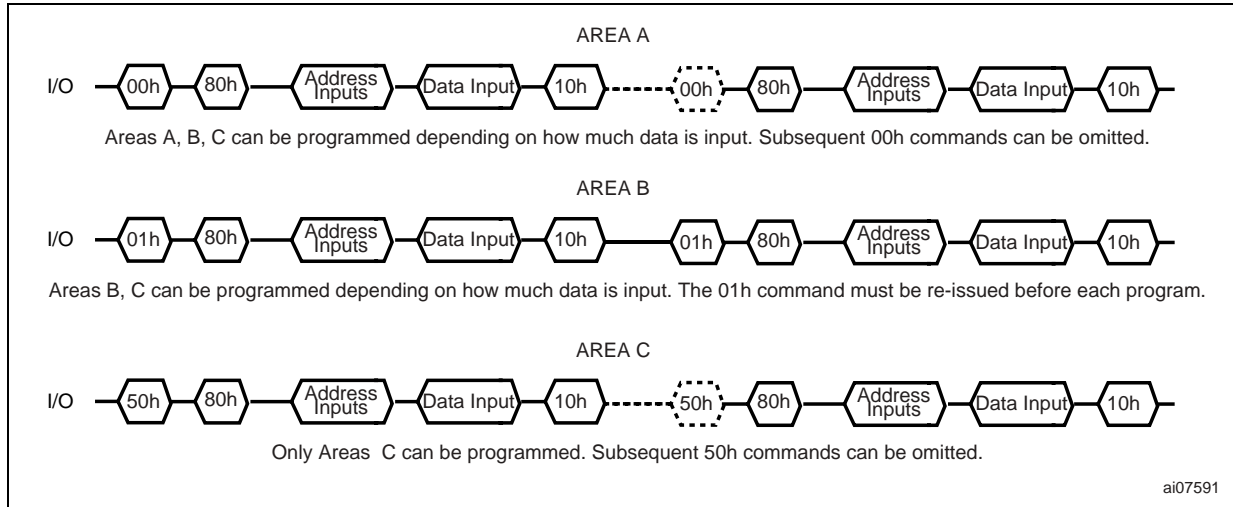 AREA A
I/O 00h 80h Address Inputs Data Input 10h 00h 80h Address Inputs Data Input 10h
Areas A, B, C can be programmed depending on how much data is input. Subsequent 00h commands can be omitted.
AREA B
I/O 01h 80h Address Inputs Data Input 10h 01h 80h Address Inputs Data Input 10h
Areas B, C can be programmed depending on how much data is input. The 01h command must be re-issued before each program.
AREA C
I/O 50h 80h Address Inputs Data Input 10h 50h 80h Address Inputs Data Input 10h
Only Areas C can be programmed. Subsequent 50h commands can be omitted.
ai07591